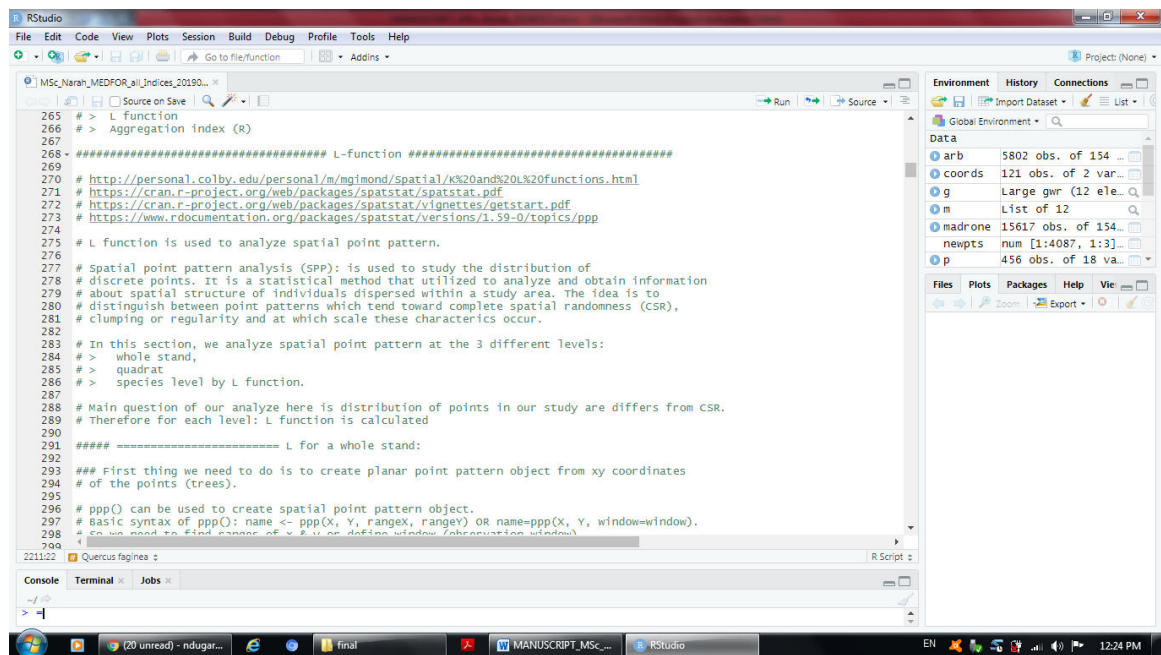 RStudio
File Edit Code View Plots Session Build Debug Profile Tools Help
Go to file/function Addins Project: (None)
MSc_Narah_MEDFOR_all_Indices_20190...
Source on Save Run Source
265 # > L function
266 # > Aggregation index (R)
267
268 ##################################### L-function #######################################
269
270 # http://personal.colby.edu/personal/m/mgimond/Spatial/K%20and%20L%20functions.html
271 # https://cran.r-project.org/web/packages/spatstat/spatstat.pdf
272 # https://cran.r-project.org/web/packages/spatstat/vignettes/getstart.pdf
273 # https://www.rdocumentation.org/packages/spatstat/versions/1.59-0/topics/ppp
274
275 # L function is used to analyze spatial point pattern.
276
277 # Spatial point pattern analysis (SPP): is used to study the distribution of
278 # discrete points. It is a statistical method that utilized to analyze and obtain information
279 # about spatial structure of individuals dispersed within a study area. The idea is to
280 # distinguish between point patterns which tend toward complete spatial randomness (CSR),
281 # clumping or regularity and at which scale these characterics occur.
282
283 # In this section, we analyze spatial point pattern at the 3 different levels:
284 # > whole stand,
285 # > quadrat
286 # > species level by L function.
287
288 # Main question of our analyze here is distribution of points in our study are differs from CSR.
289 # Therefore for each level: L function is calculated
290
291 ##### ======================== L for a whole stand:
292
293 ### First thing we need to do is to create planar point pattern object from xy coordinates
294 # of the points (trees).
295
296 # ppp() can be used to create spatial point pattern object.
297 # Basic syntax of ppp(): name <- ppp(X, Y, rangeX, rangeY) OR name=ppp(X, Y, window=window).
298 # So we need to find ranges of x & y or define window (observation window)
299
2211:22 Quercus faginea R Script
Console Terminal Jobs
~/
> =
Environment History Connections
Import Dataset List
Global Environment
Data
arb 5802 obs. of 154 ...
coords 121 obs. of 2 var...
g Large gwr (12 ele...
m List of 12
madrone 15617 obs. of 154...
newpts num [1:4087, 1:3]...
p 456 obs. of 18 va...
Files Plots Packages Help Vie
Zoom Export
(20 unread) - ndugar... final MANUSCRIPT_MSc_... RStudio EN 12:24 PM